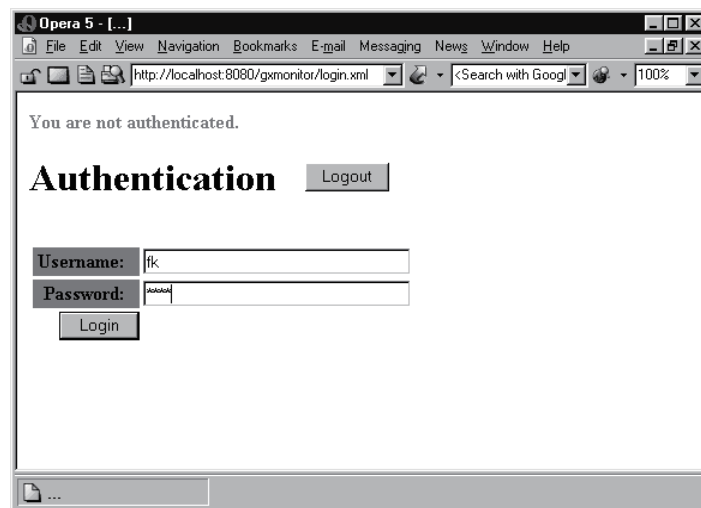 Opera 5 - [...]
File Edit View Navigation Bookmarks E-mail Messaging News Window Help
http://localhost:8080/gxmonitor/login.xml <Search with Googl 100%
You are not authenticated.
Authentication Logout
Username: fk
Password: ****
Login
...